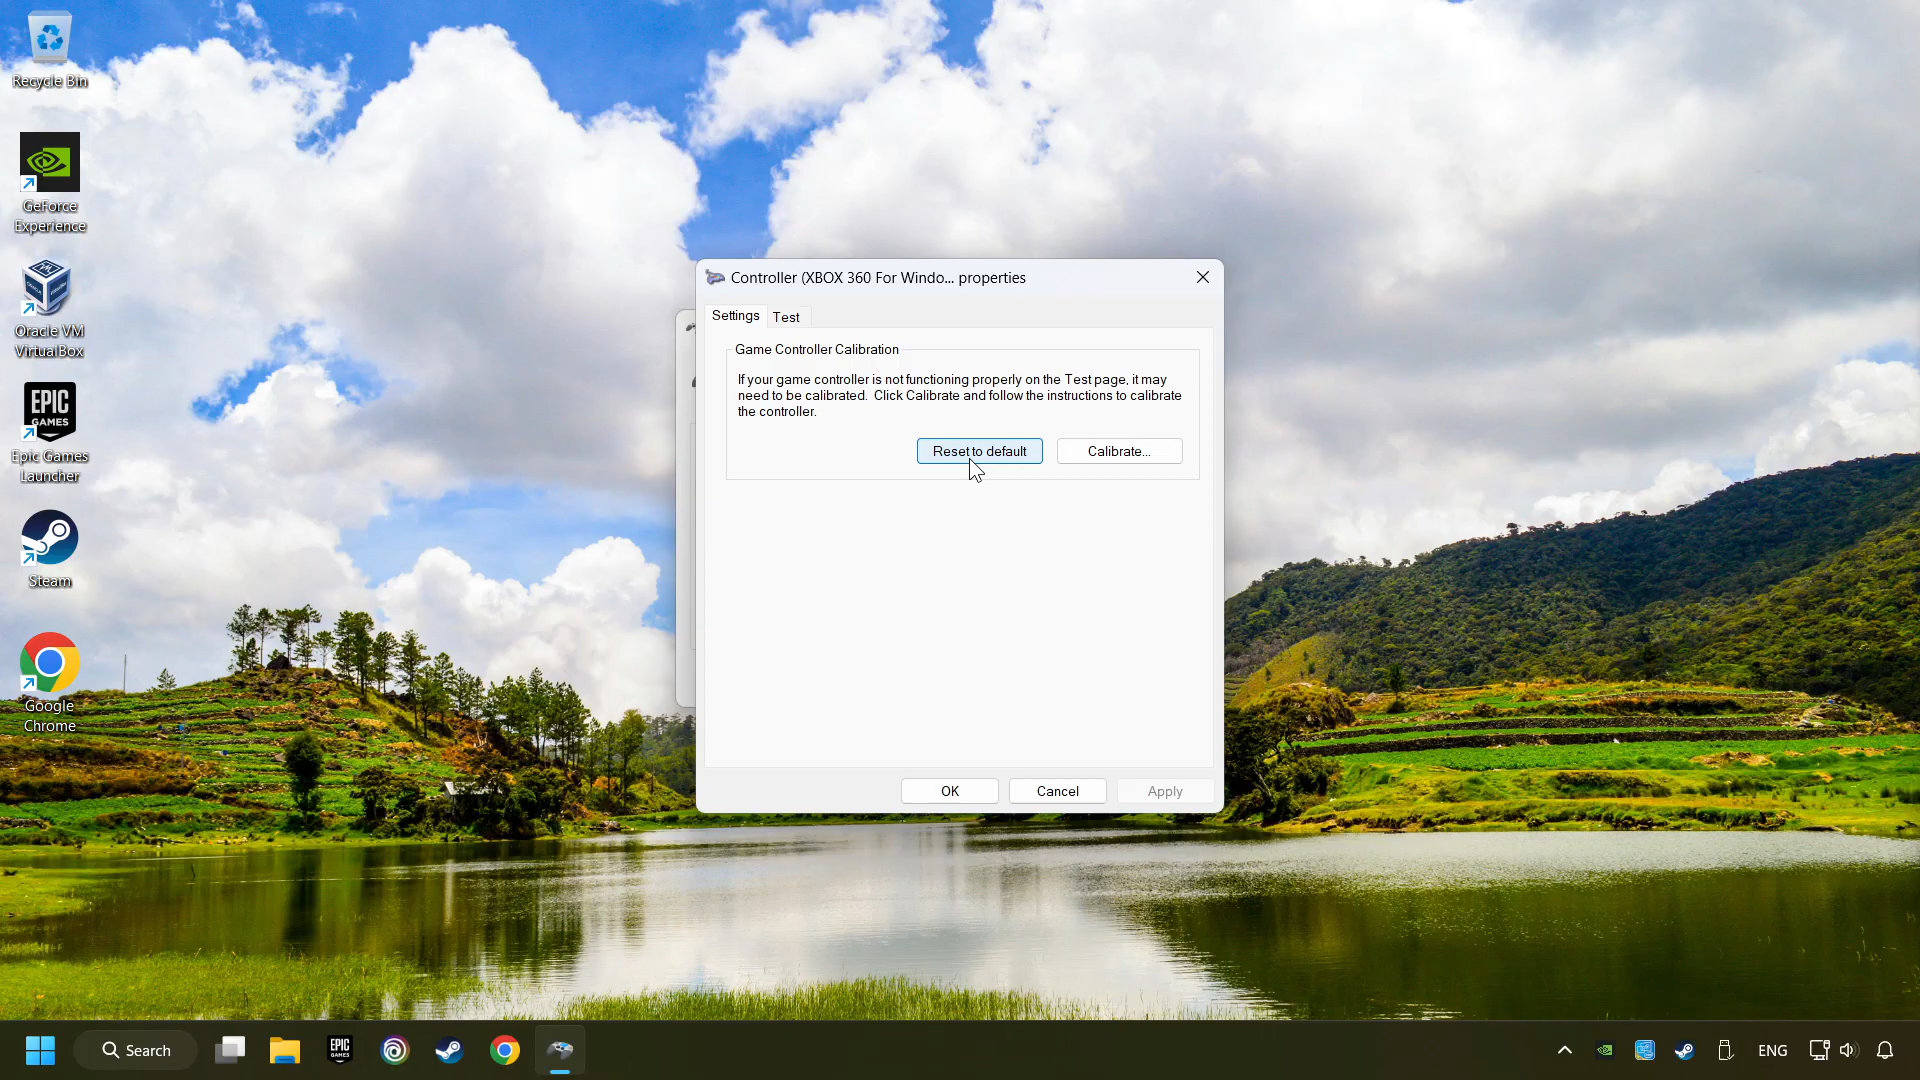 Recycle Bin
GeForce
Experience
Oracle VM
VirtualBox
EPIC
GAMES
Epic Games
Launcher
Steam
Google
Chrome
Controller (XBOX 360 For Windo... properties
Settings
Test
Game Controller Calibration
If your game controller is not functioning properly on the Test page, it may
need to be calibrated.  Click Calibrate and follow the instructions to calibrate
the controller.
Reset to default
Calibrate...
OK
Cancel
Apply
Search
EPIC
GAMES
ENG